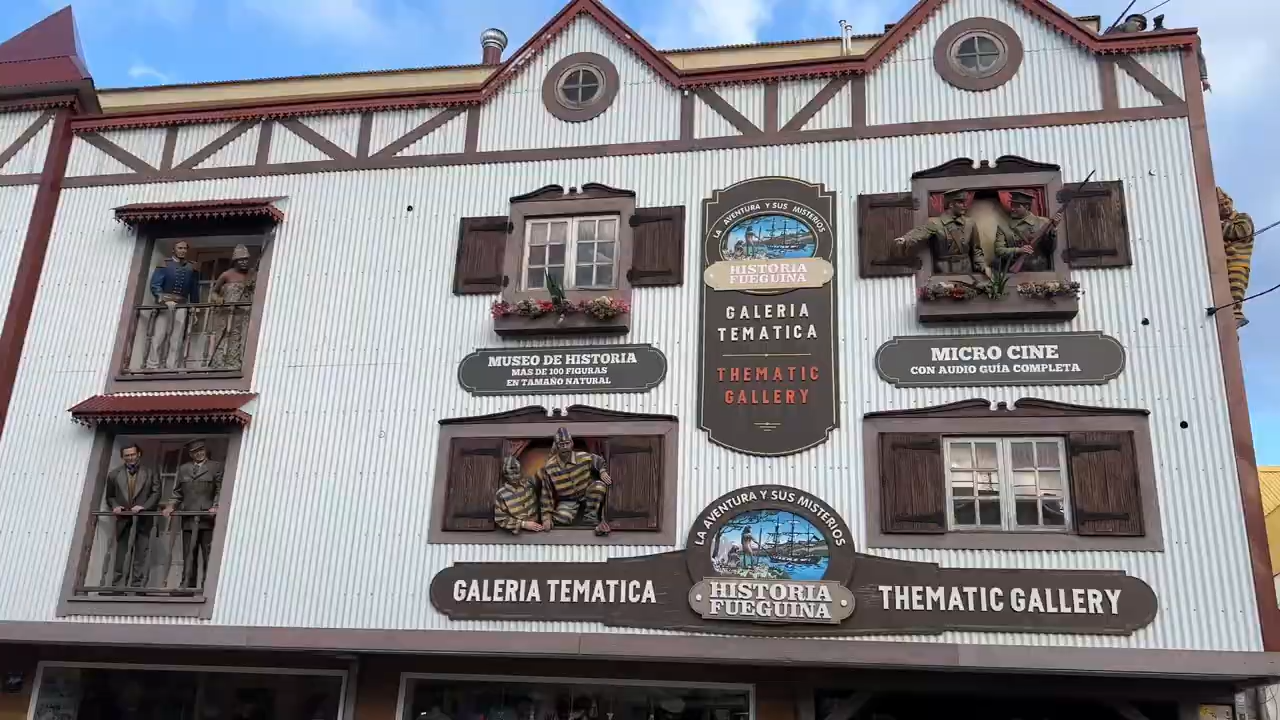 LA AVENTURA Y SUS MISTERIOS
HISTORIA
FUEGUINA
GALERIA
TEMATICA
THEMATIC
GALLERY
MUSEO DE HISTORIA
MAS DE 100 FIGURAS
EN TAMAÑO NATURAL
MICRO CINE
CON AUDIO GUÍA COMPLETA
LA AVENTURA Y SUS MISTERIOS
GALERIA TEMATICA
HISTORIA
FUEGUINA
THEMATIC GALLERY